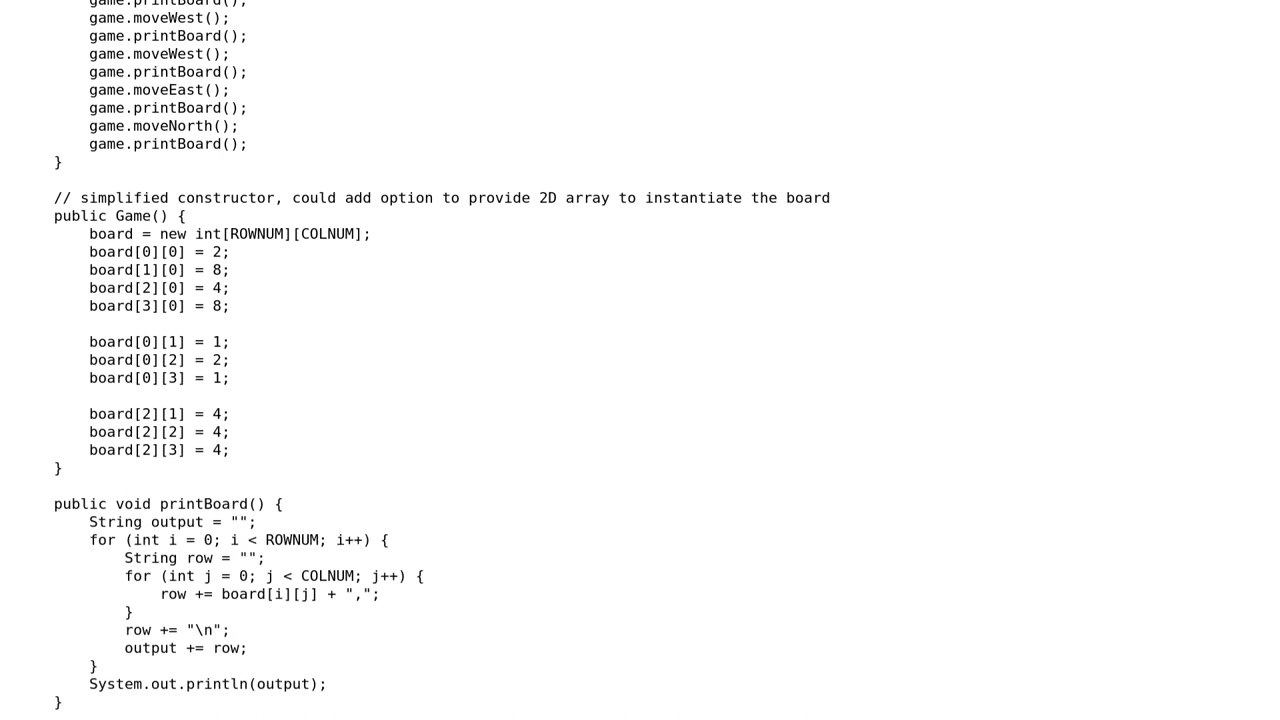 game.printBoard();
game.moveWest();
game.printBoard();
game.moveWest();
game.printBoard();
game.moveEast();
game.printBoard();
game.moveNorth();
game.printBoard();
}
// simplified constructor, could add option to provide 2D array to instantiate the board
public Game() {
board = new int[ROWNUM][COLNUM];
board[0][0] = 2;
board[1][0] = 8;
board[2][0] = 4;
board[3][0] = 8;
board[0][1] = 1;
board[0][2] = 2;
board[0][3] = 1;
board[2][1] = 4;
board[2][2] = 4;
board[2][3] = 4;
}
public void printBoard() {
String output = "";
for (int i = 0; i < ROWNUM; i++) {
String row = "";
for (int j = 0; j < COLNUM; j++) {
row += board[i][j] + ",";
}
row += "\n";
output += row;
}
System.out.println(output);
}